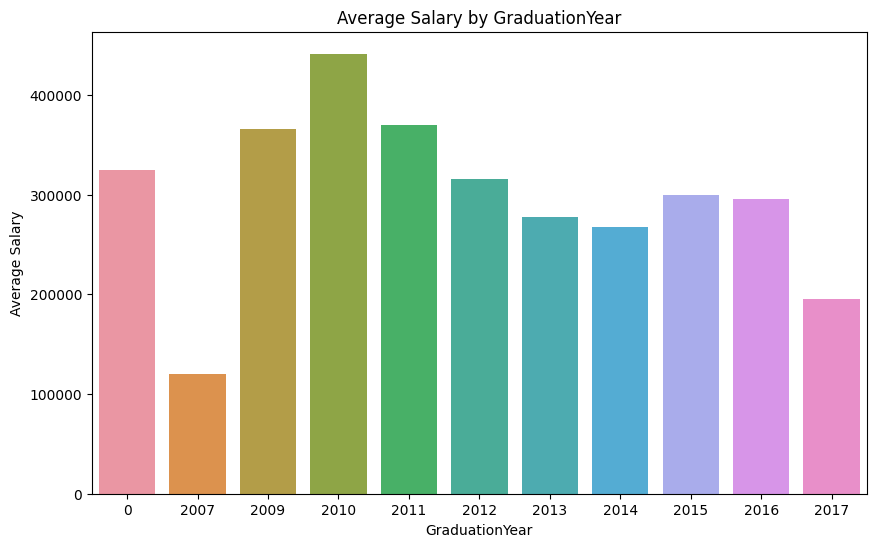 Average Salary by GraduationYear
Average Salary
400000
300000
200000
100000
0
0 2007 2009 2010 2011 2012 2013 2014 2015 2016 2017
GraduationYear